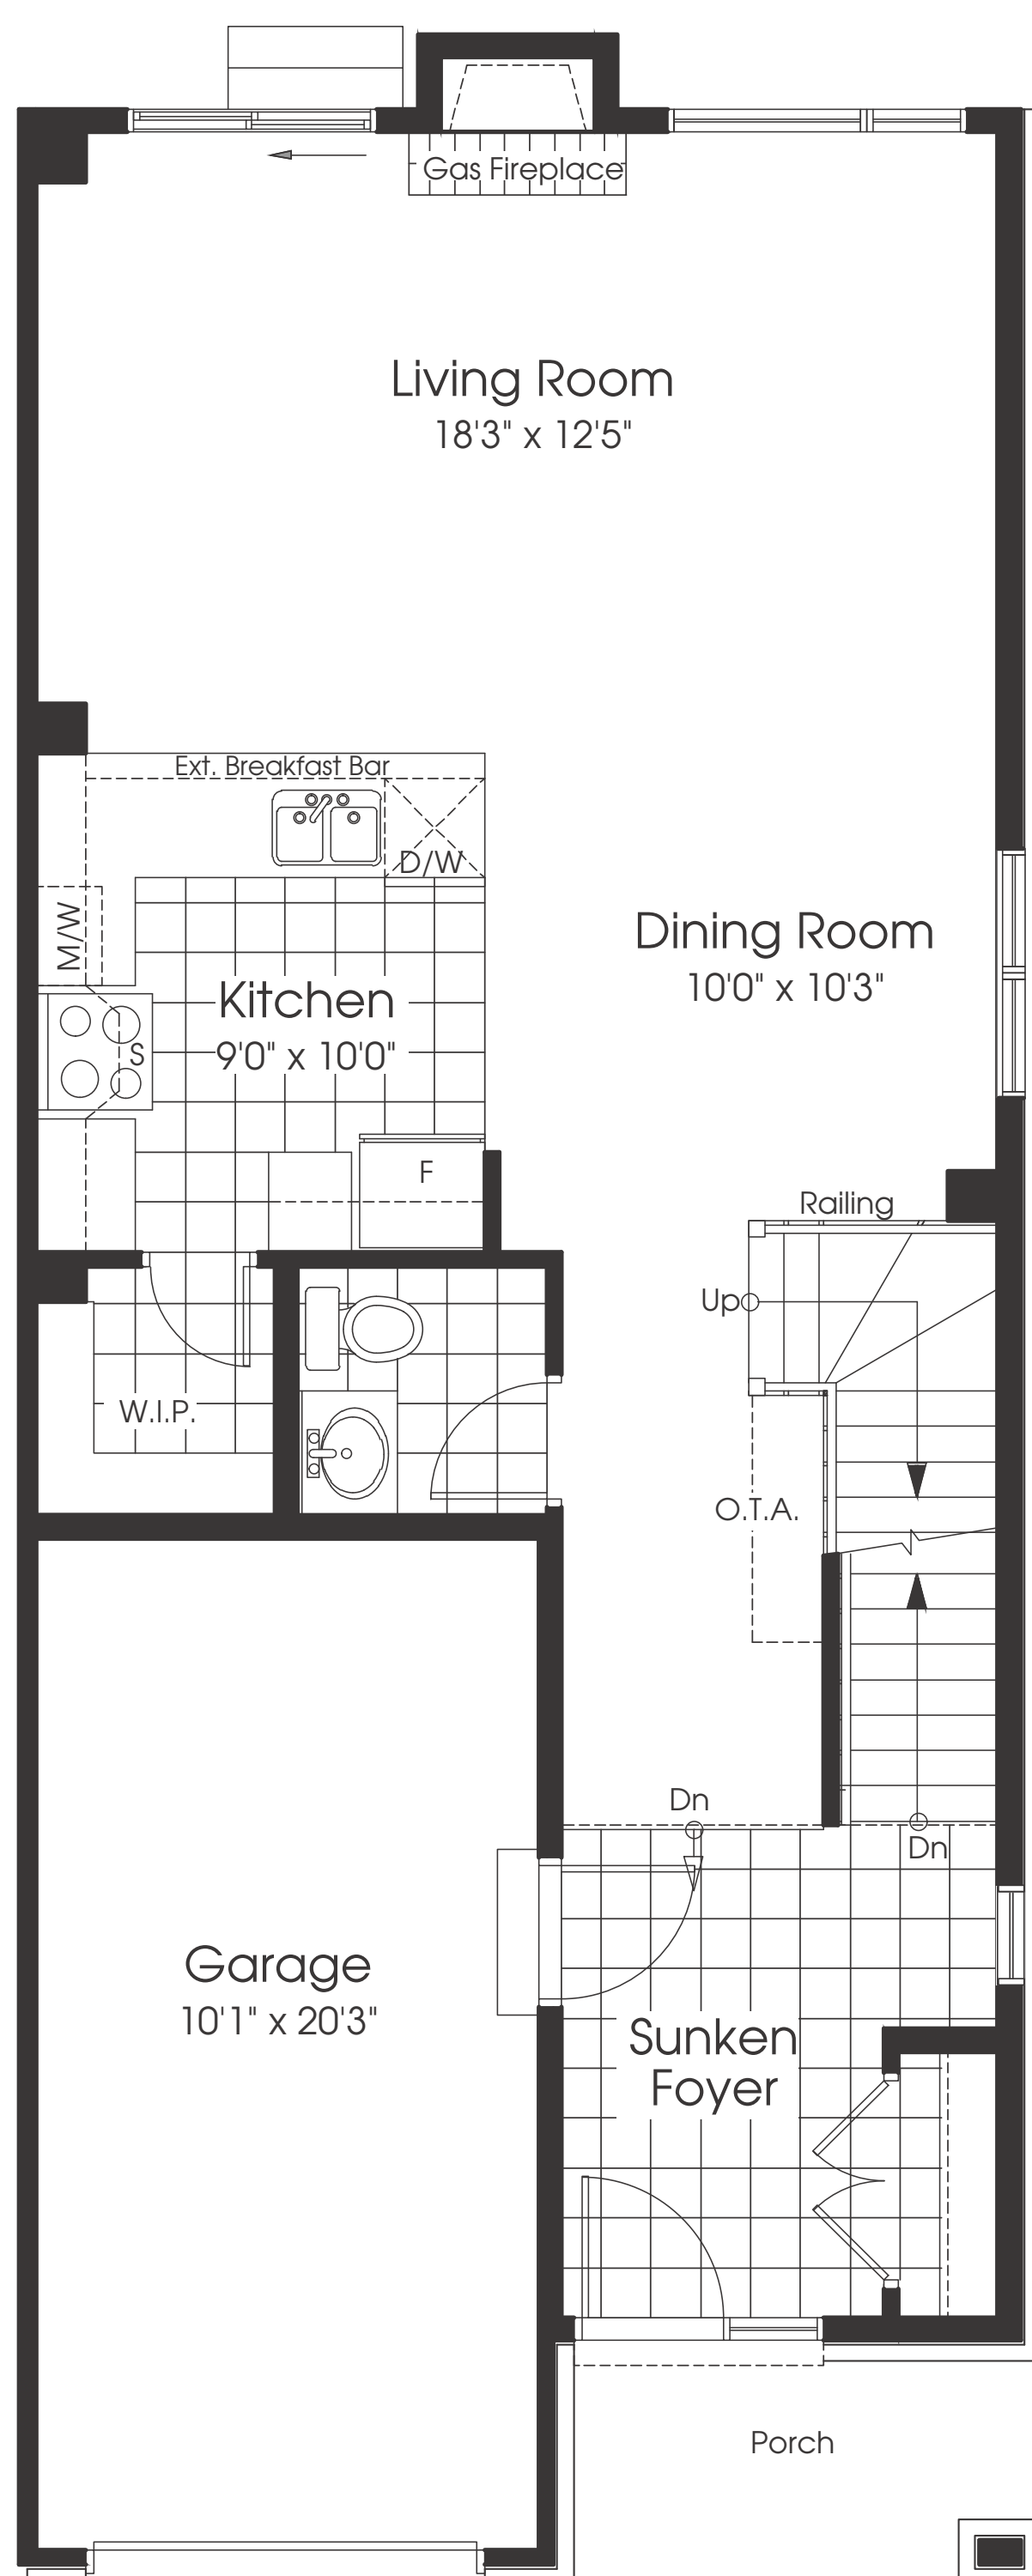 Gas Fireplace
Living Room
18'3" x 12'5"
Ext. Breakfast Bar
D/W
M/W
Dining Room
10'0" x 10'3"
Kitchen
9'0" x 10'0"
S
F
Railing
Up
W.I.P.
O.T.A.
Dn
Dn
Garage
10'1" x 20'3"
Sunken
Foyer
Porch